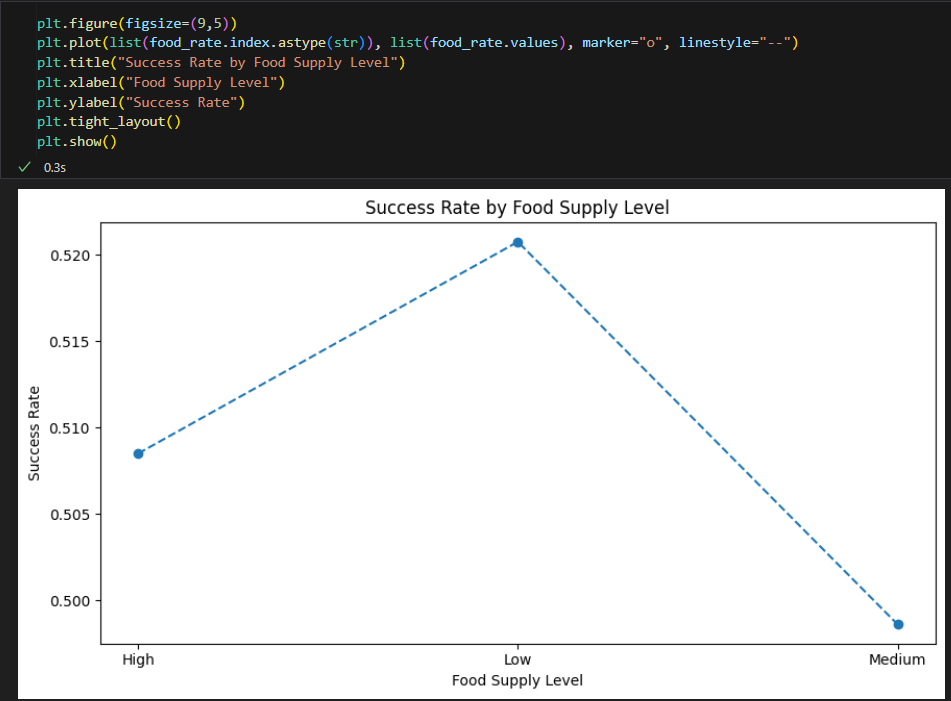 plt.figure(figsize=(9,5))
plt.plot(list(food_rate.index.astype(str)), list(food_rate.values), marker="o", linestyle="--")
plt.title("Success Rate by Food Supply Level")
plt.xlabel("Food Supply Level")
plt.ylabel("Success Rate")
plt.tight_layout()
plt.show()
0.3s
Success Rate by Food Supply Level
0.520
0.515
0.510
0.505
0.500
Success Rate
High Low Medium
Food Supply Level